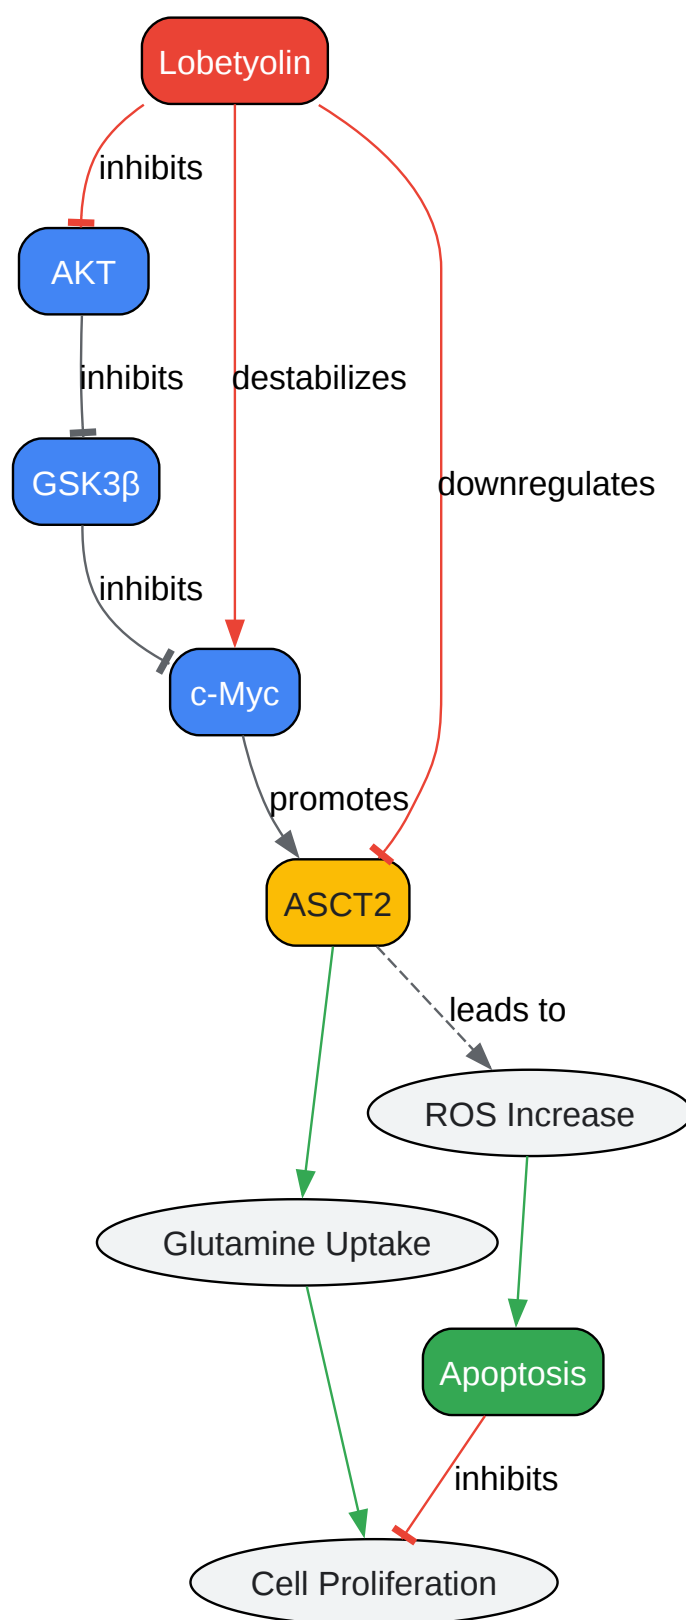 Lobetyolin
inhibits
AKT
inhibits
destabilizes
GSK3β
downregulates
inhibits
c-Myc
promotes
ASCT2
leads to
ROS Increase
Glutamine Uptake
Apoptosis
inhibits
Cell Proliferation